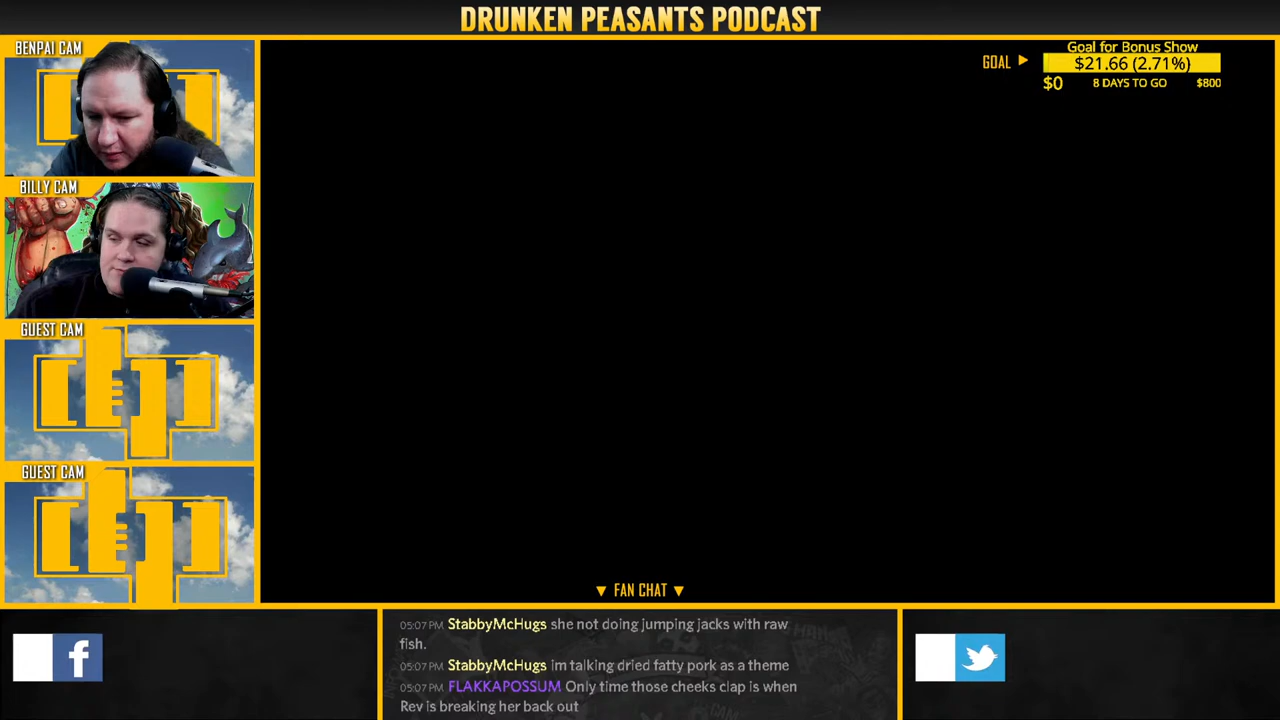 DRUNKEN PEASANTS PODCAST
BENPAI CAM
GOAL ►
Goal for Bonus Show
$21.66 (2.71%)
$0 8 DAYS TO GO $800
BILLY CAM
GUEST CAM
GUEST CAM
▼ FAN CHAT ▼
05:07 PM StabbyMcHugs she not doing jumping jacks with raw
fish.
05:07 PM StabbyMcHugs im talking dried fatty pork as a theme
05:07 PM FLAKKAPOSSUM Only time those cheeks clap is when
Rev is breaking her back out
f